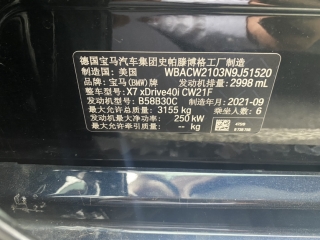 德国宝马汽车集团史帕滕博格工厂制造
制造国: 美国 WBACW2103N9J51520
品牌: 宝马(BMW)牌 发动机排量: 2998 mL
整车型号: X7 xDrive40i CW21F
发动机型号: B58B30C 制造年月: 2021-09
最大允许总质量: 3155 kg 乘坐人数: 6
发动机最大净功率: 250 kW
最大允许牵引质量: -- kg